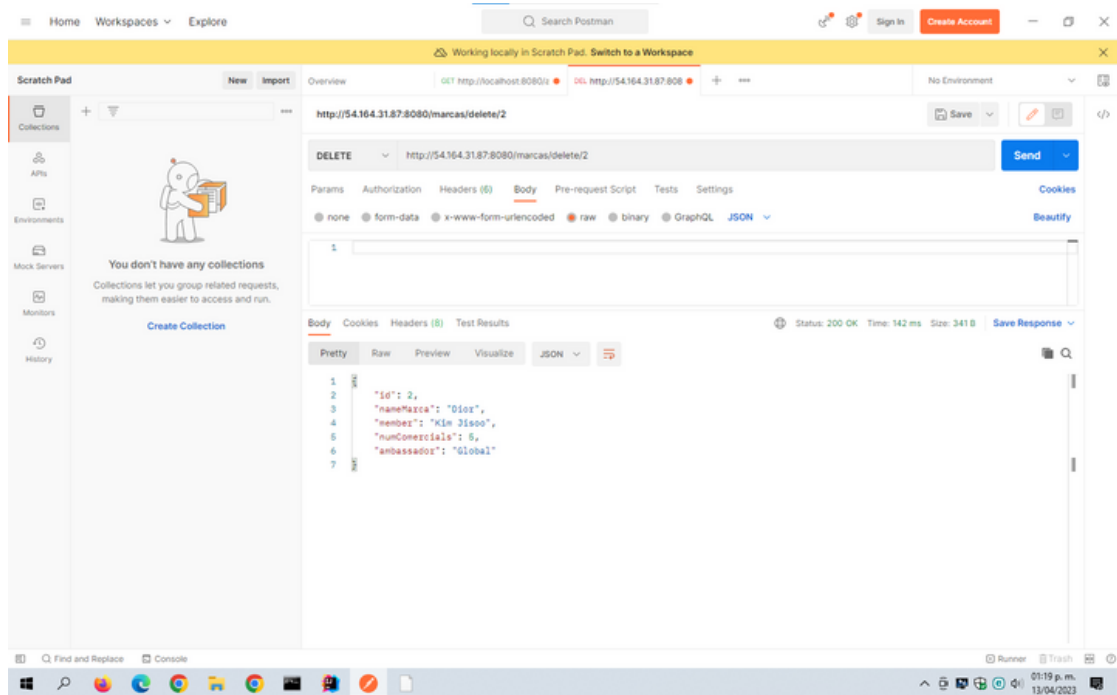 Home Workspaces Explore Search Postman Sign In Create Account
Working locally in Scratch Pad. Switch to a Workspace
Scratch Pad New Import Overview GET http://localhost:8080/z DEL http://54.164.31.87:808 No Environment
Collections
APIs
Environments
Mock Servers
Monitors
History
You don't have any collections
Collections let you group related requests,
making them easier to access and run.
Create Collection
http://54.164.31.87:8080/marcas/delete/2 Save
DELETE http://54.164.31.87:8080/marcas/delete/2 Send
Params Authorization Headers (6) Body Pre-request Script Tests Settings Cookies
none form-data x-www-form-urlencoded raw binary GraphQL JSON Beautify
1
Body Cookies Headers (8) Test Results Status: 200 OK Time: 142 ms Size: 341 B Save Response
Pretty Raw Preview Visualize JSON
1 {
2 "id": 2,
3 "nameMarca": "Dior",
4 "member": "Kim Jisoo",
5 "numComercials": 5,
6 "ambassador": "Global"
7 }
Find and Replace Console Runner Trash
01:19 p. m.
13/04/2023